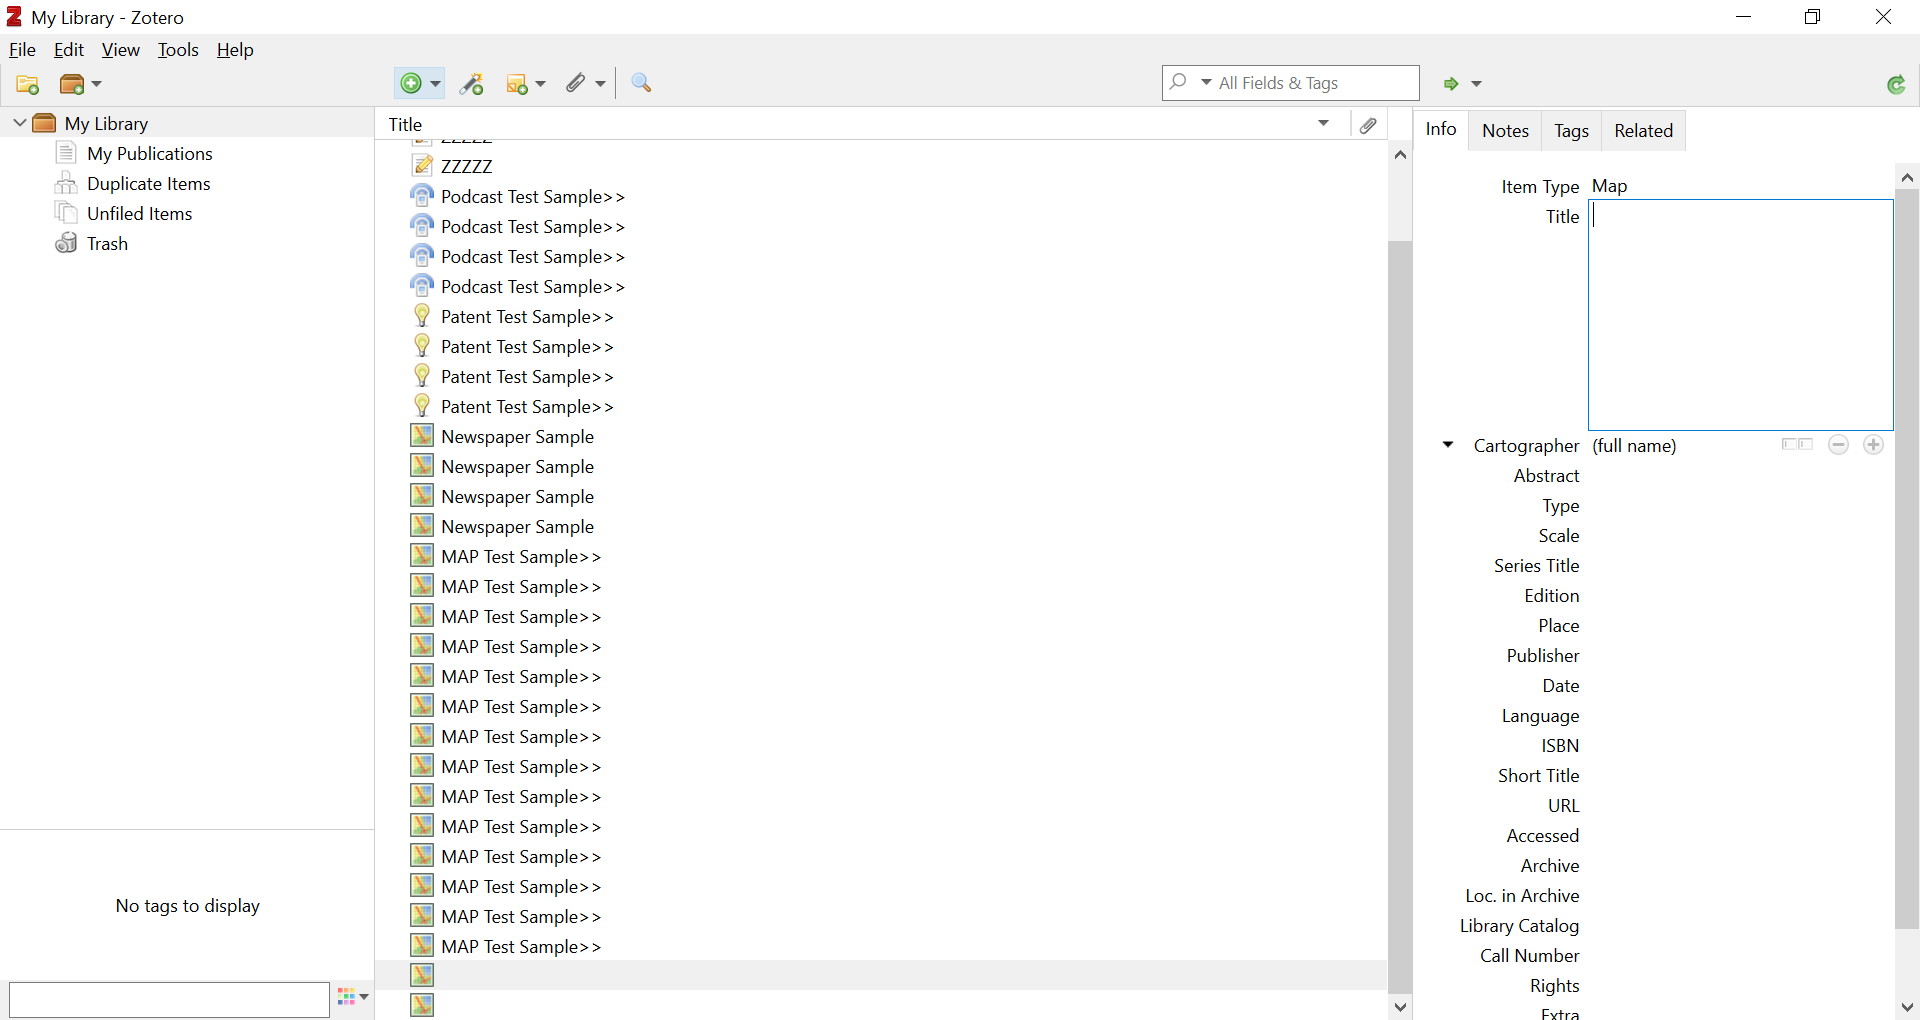 My Library - Zotero
File Edit View Tools Help
All Fields & Tags
My Library
My Publications
Duplicate Items
Unfiled Items
Trash
No tags to display
Title
ZZZZZ
ZZZZZ
Podcast Test Sample>>
Podcast Test Sample>>
Podcast Test Sample>>
Podcast Test Sample>>
Patent Test Sample>>
Patent Test Sample>>
Patent Test Sample>>
Patent Test Sample>>
Newspaper Sample
Newspaper Sample
Newspaper Sample
Newspaper Sample
MAP Test Sample>>
MAP Test Sample>>
MAP Test Sample>>
MAP Test Sample>>
MAP Test Sample>>
MAP Test Sample>>
MAP Test Sample>>
MAP Test Sample>>
MAP Test Sample>>
MAP Test Sample>>
MAP Test Sample>>
MAP Test Sample>>
MAP Test Sample>>
MAP Test Sample>>
Info Notes Tags Related
Item Type Map
Title
Cartographer (full name)
Abstract
Type
Scale
Series Title
Edition
Place
Publisher
Date
Language
ISBN
Short Title
URL
Accessed
Archive
Loc. in Archive
Library Catalog
Call Number
Rights
Extra